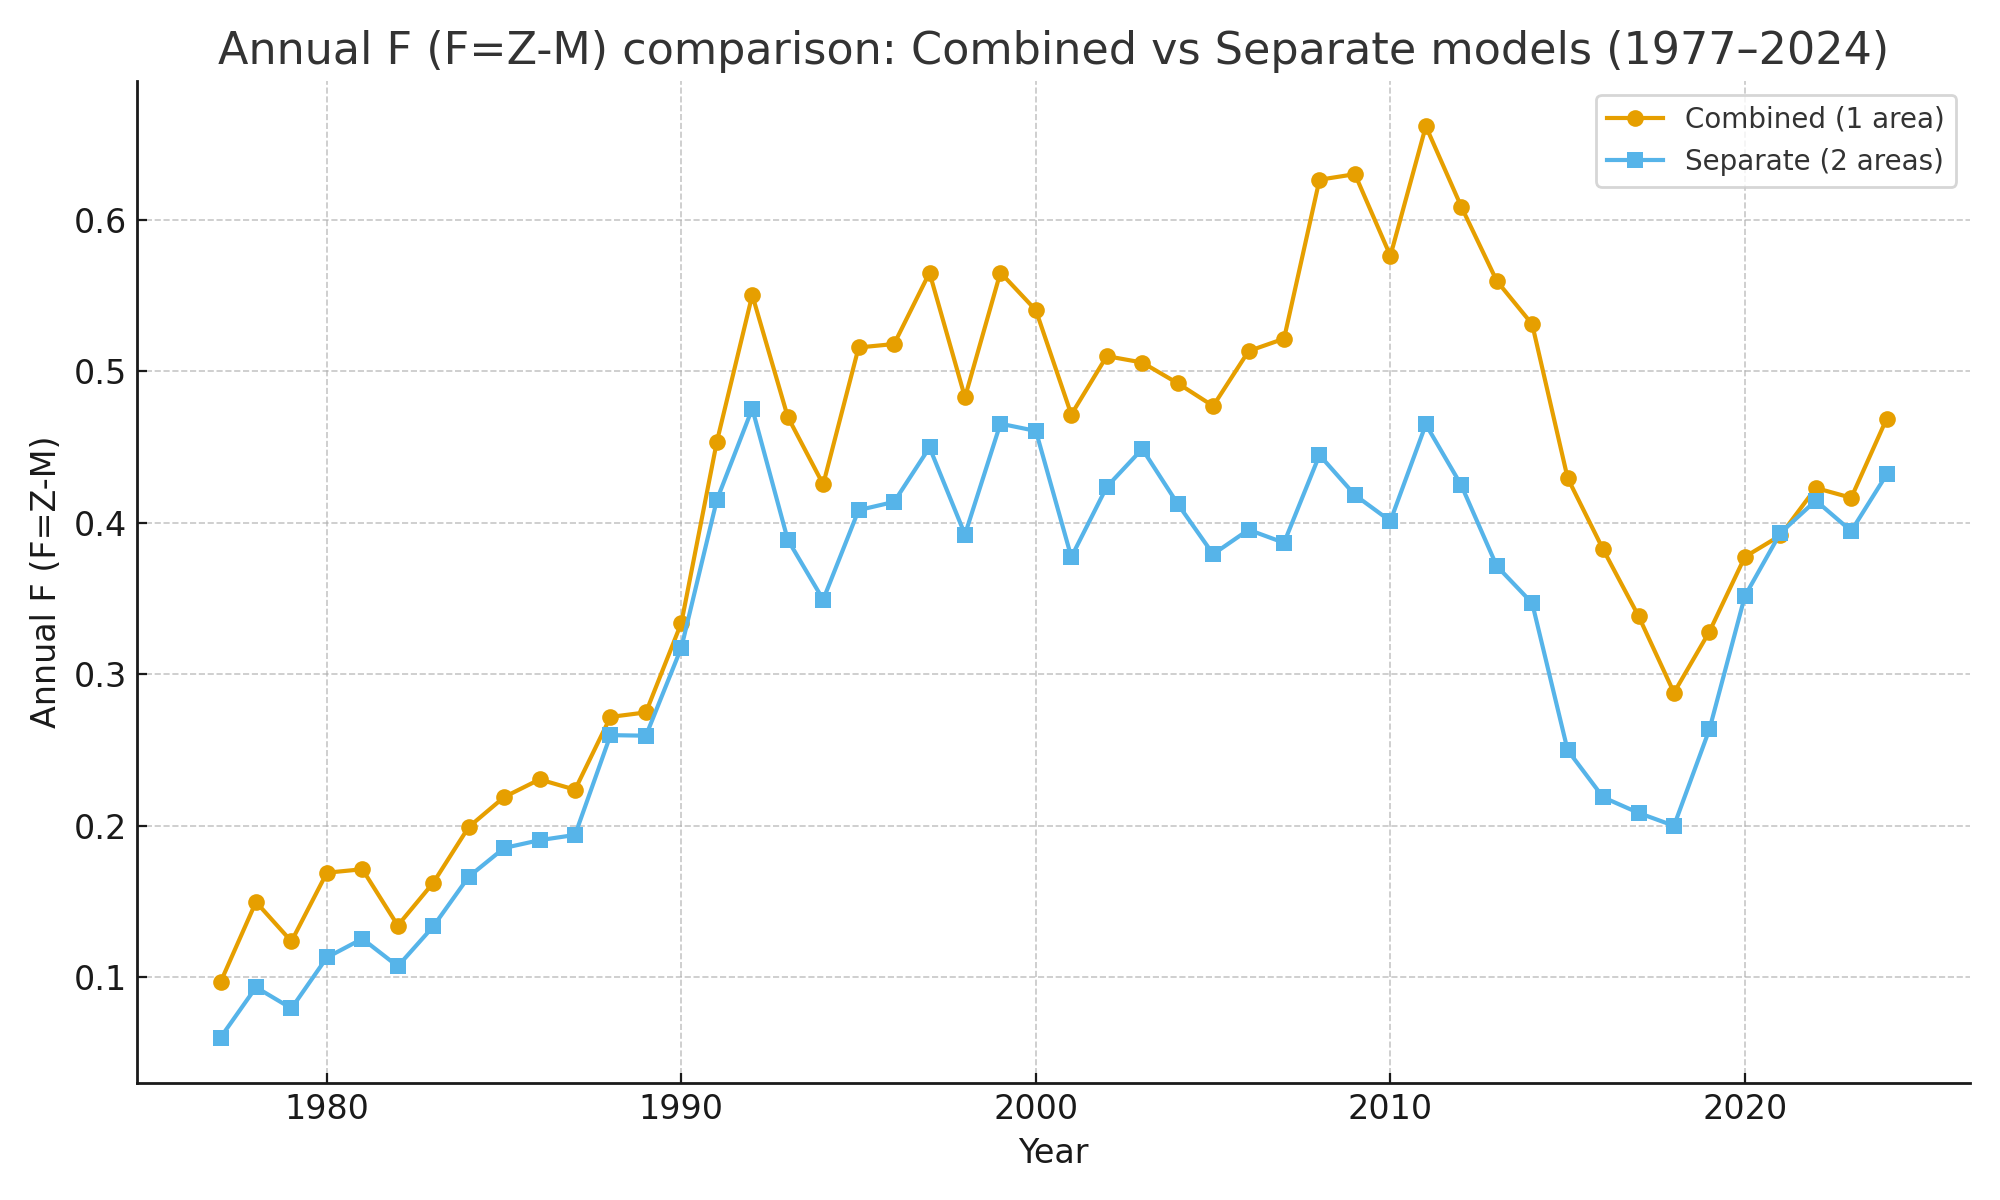 Annual F (F=Z-M) comparison: Combined vs Separate models (1977–2024)
Combined (1 area)
Separate (2 areas)
Annual F (F=Z-M)
0.6
0.5
0.4
0.3
0.2
0.1
1980 1990 2000 2010 2020
Year